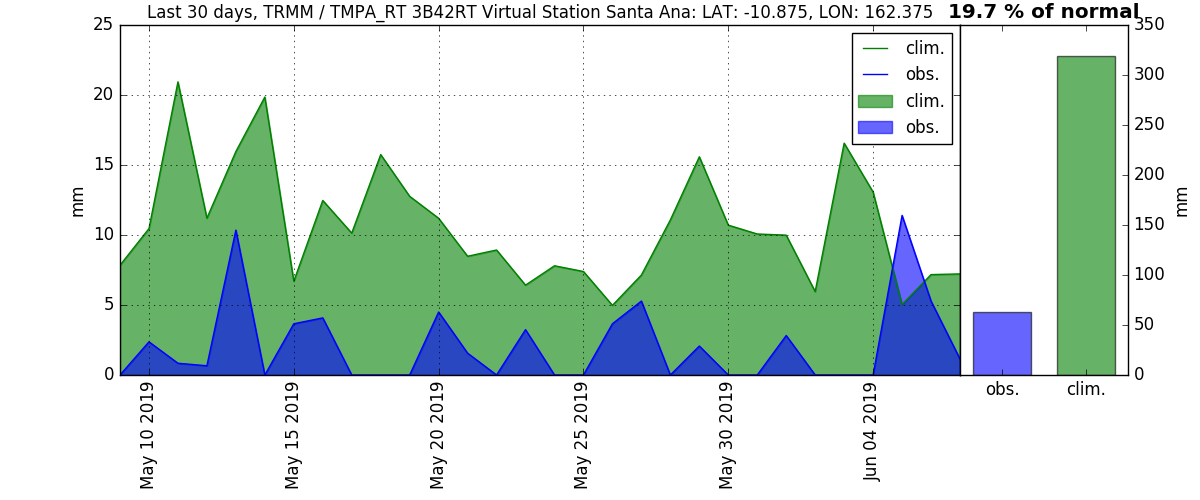 Last 30 days, TRMM / TMPA_RT 3B42RT Virtual Station Santa Ana: LAT: -10.875, LON: 162.375
19.7 % of normal
25
20
15
10
5
0
mm
clim.
obs.
clim.
obs.
May 10 2019
May 15 2019
May 20 2019
May 25 2019
May 30 2019
Jun 04 2019
350
300
250
200
150
100
50
0
mm
obs.
clim.